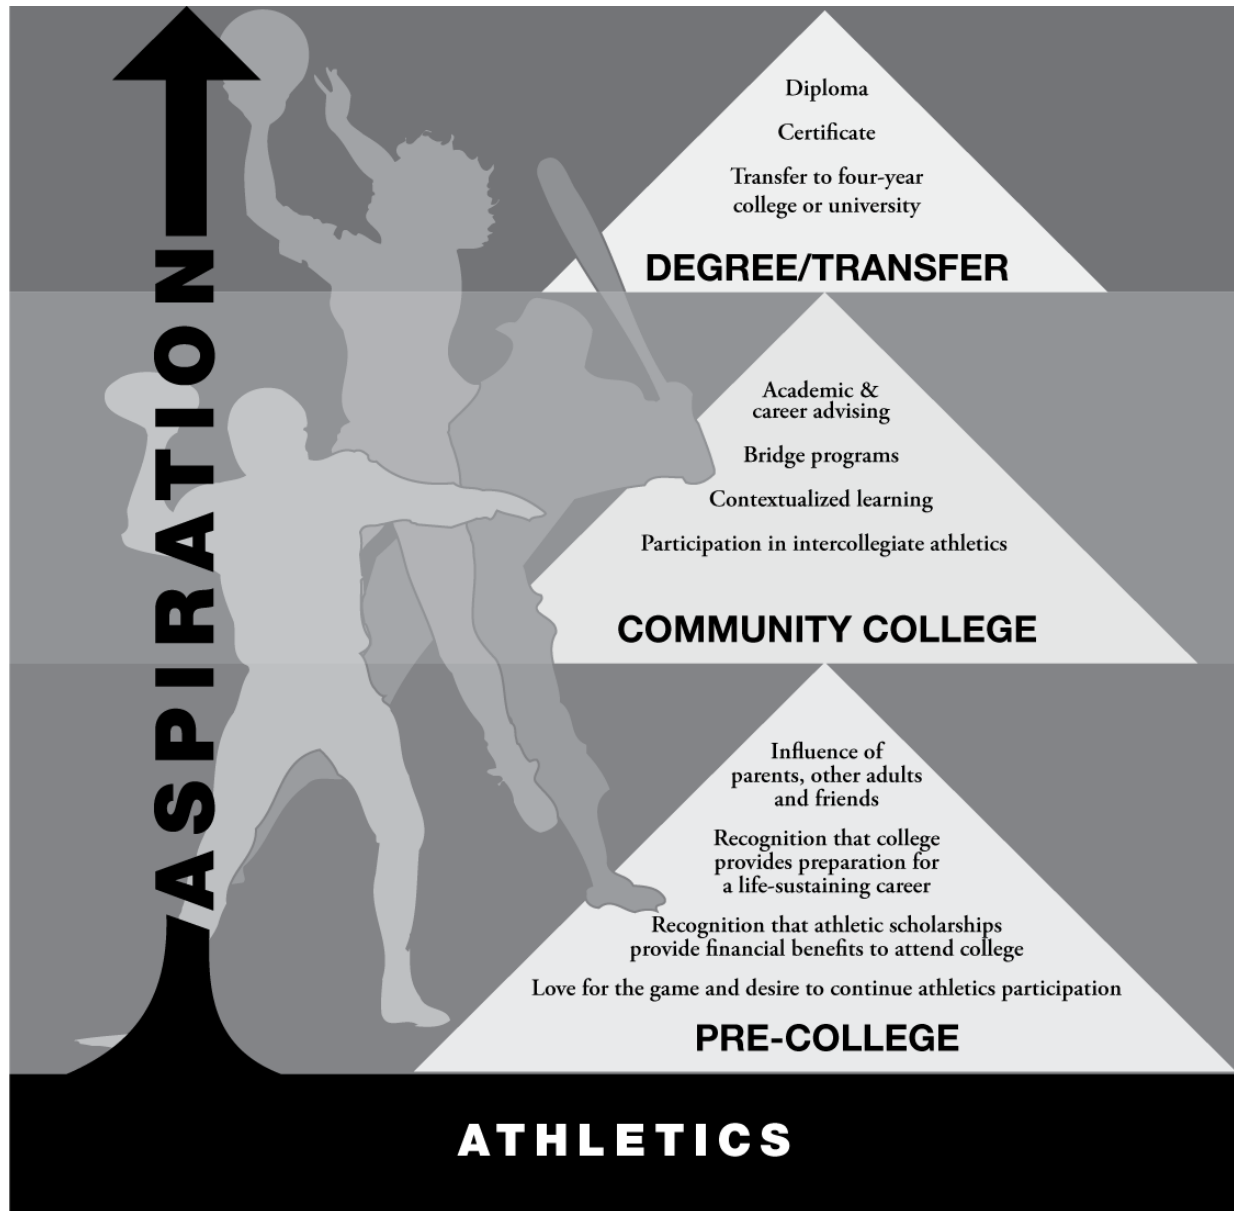 Diploma
Certificate
Transfer to four-year
college or university
DEGREE/TRANSFER
Academic &
career advising
Bridge programs
Contextualized learning
Participation in intercollegiate athletics
COMMUNITY COLLEGE
Influence of
parents, other adults
and friends
Recognition that college
provides preparation for
a life-sustaining career
Recognition that athletic scholarships
provide financial benefits to attend college
Love for the game and desire to continue athletics participation
PRE-COLLEGE
ASPIRATION
ATHLETICS